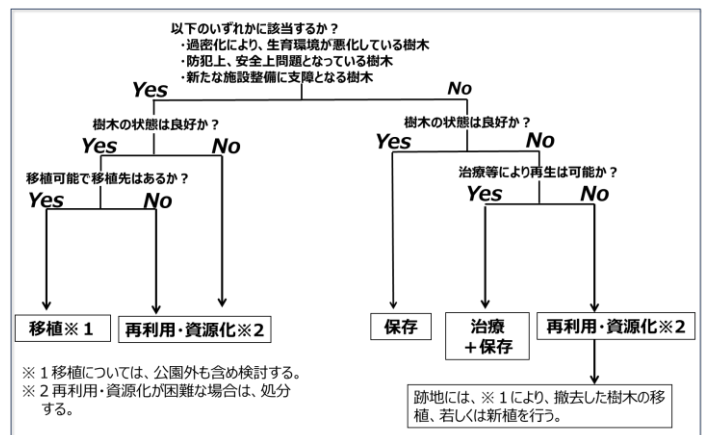 以下のいずれかに該当するか？
・過密化により、生育環境が悪化している樹木
・防犯上、安全上問題となっている樹木
・新たな施設整備に支障となる樹木
Yes
No
樹木の状態は良好か？
樹木の状態は良好か？
Yes
No
Yes
No
移植可能で移植先はあるか？
治療等により再生は可能か？
Yes
No
Yes
No
移植※１
再利用・資源化※2
保存
治療
＋保存
再利用・資源化※2
※１移植については、公園外も含め検討する。
※２再利用・資源化が困難な場合は、処分
する。
跡地には、※１により、撤去した樹木の移
植、若しくは新植を行う。